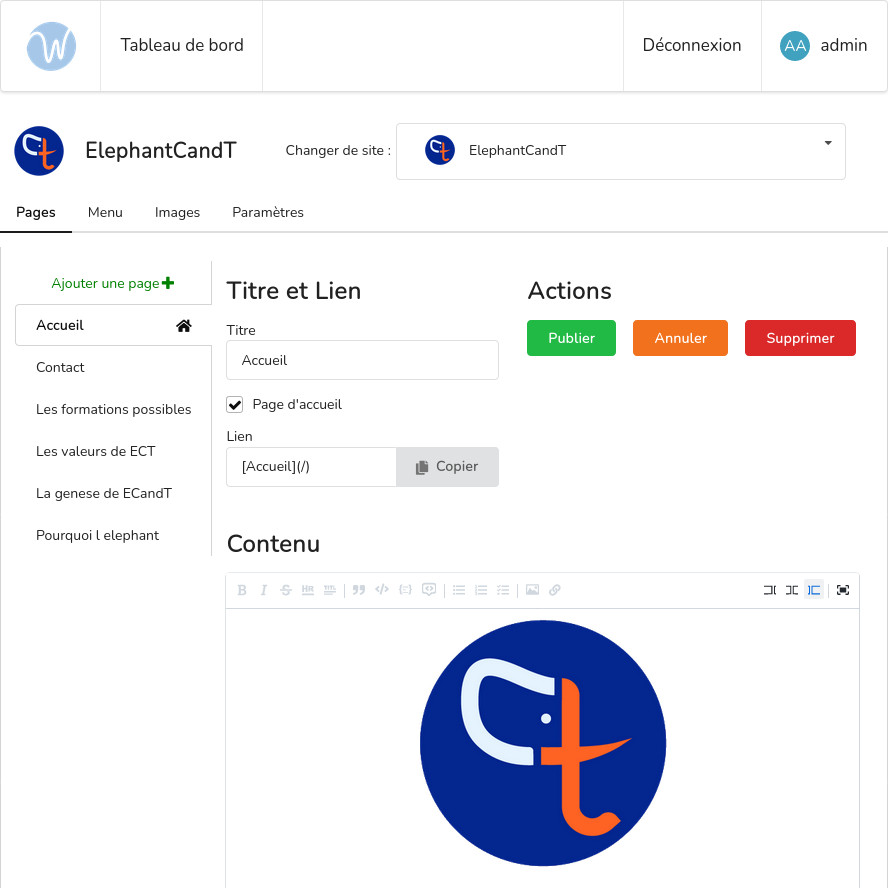 W
Tableau de bord
Déconnexion
AA admin
ElephantCandT
Changer de site :
ElephantCandT
Pages Menu Images Paramètres
Ajouter une page
Accueil
Contact
Les formations possibles
Les valeurs de ECT
La genese de ECandT
Pourquoi l elephant
Titre et Lien
Titre
Accueil
Page d'accueil
Lien
[Accueil](/)
Copier
Actions
Publier Annuler Supprimer
Contenu
B I S HR